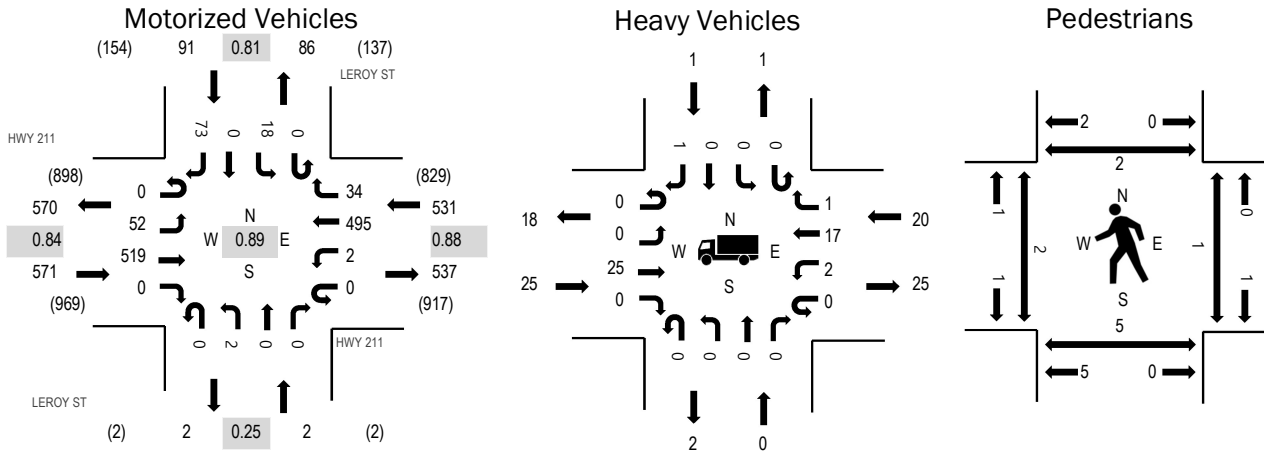 Motorized Vehicles
(154) 91 0.81 86 (137)
LEROY ST
HWY 211
73 0 18 0
(898)
570
0.84
571
(969)
0
52
519
0
N
W 0.89 E
S
34
495
2
0
(829)
531
0.88
537
(917)
0 2 0 0
HWY 211
LEROY ST
(2) 2 0.25 2 (2)
Heavy Vehicles
1 1
1 0 0 0
18
25
0
0
25
0
N
W E
S
1
17
2
0
20
25
0 0 0 0
2 0
Pedestrians
2 0
2
1
1
2
N
W E
S
1
0
1
5
5 0